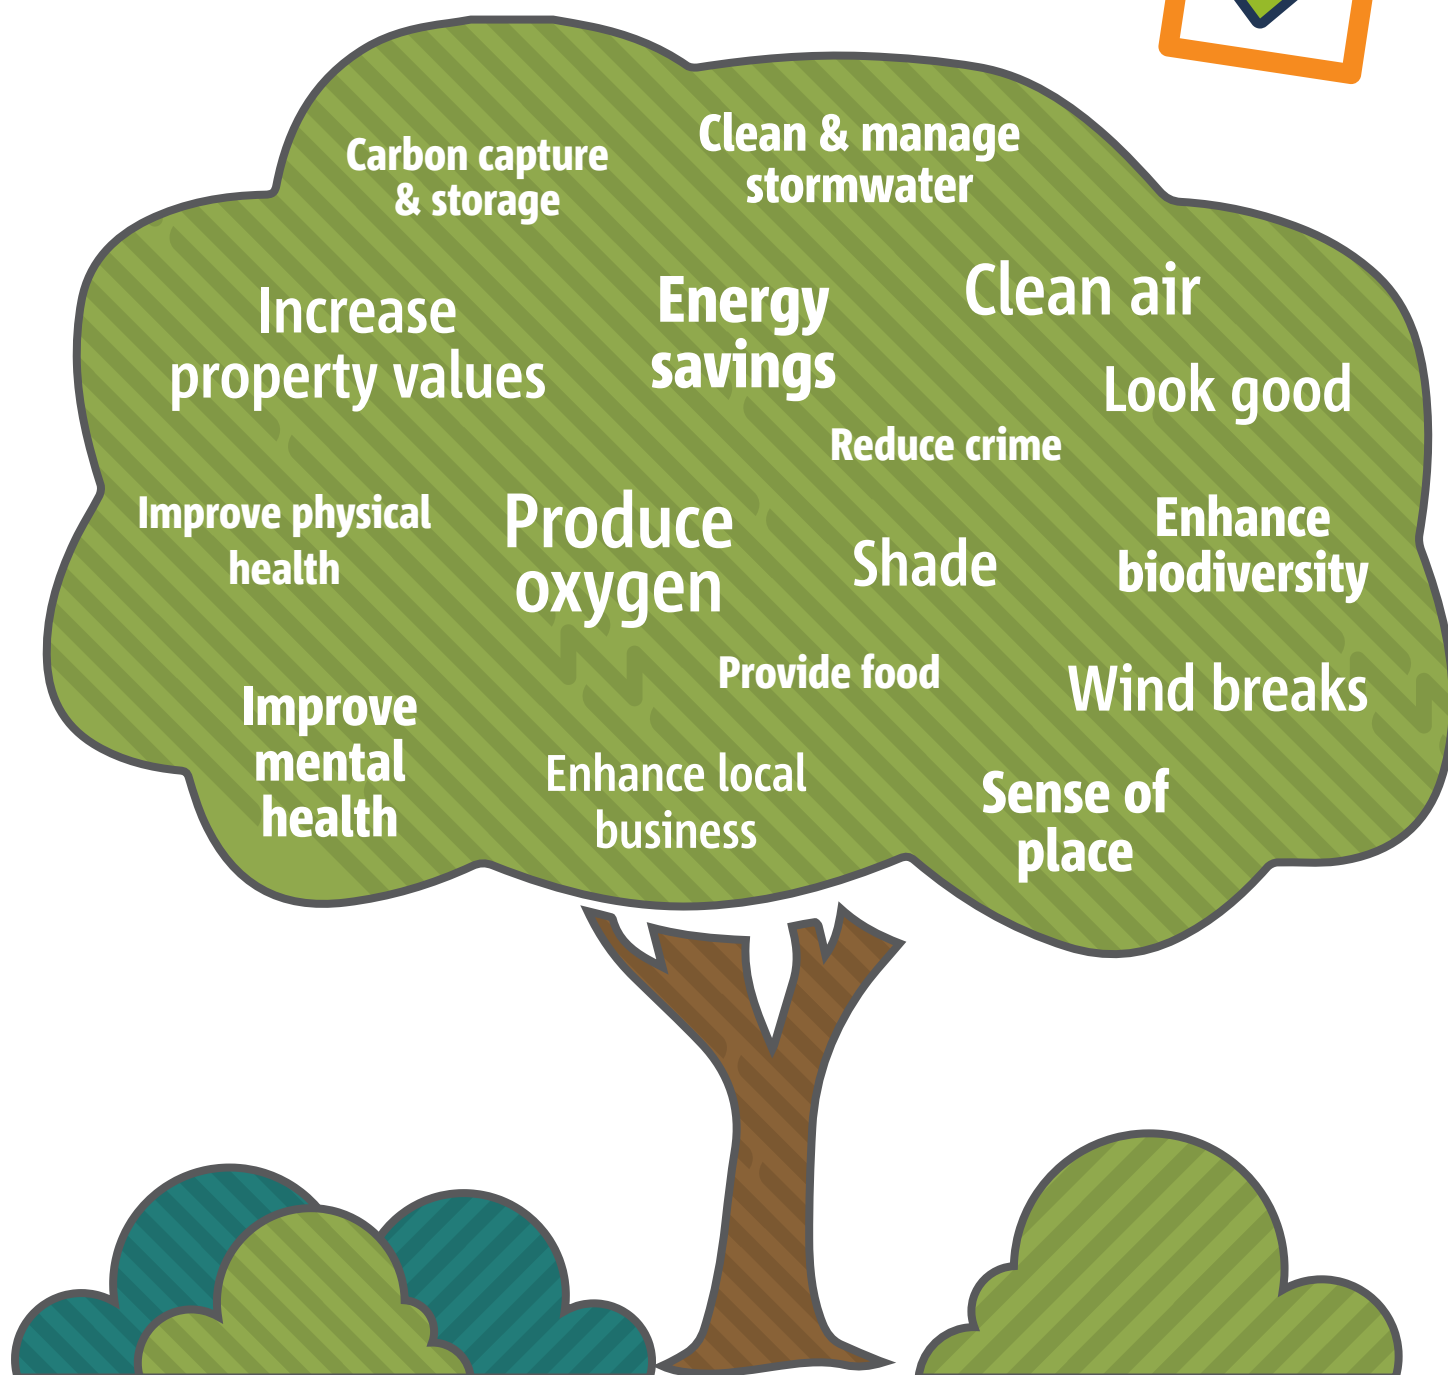 Carbon capture
& storage
Clean & manage
stormwater
Increase
property values
Energy
savings
Clean air
Look good
Reduce crime
Improve physical
health
Produce
oxygen
Shade
Enhance
biodiversity
Provide food
Wind breaks
Improve
mental
health
Enhance local
business
Sense of
place